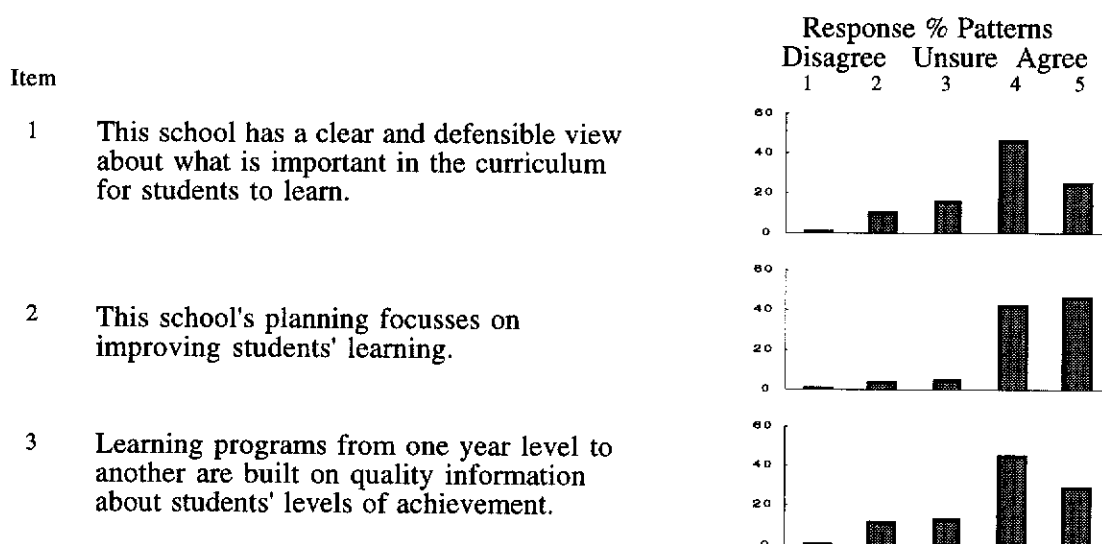 Response % Patterns
Disagree Unsure Agree
Item
1 2 3 4 5
1 This school has a clear and defensible view
about what is important in the curriculum
for students to learn.
60
40
20
0
2 This school's planning focusses on
improving students' learning.
60
40
20
0
3 Learning programs from one year level to
another are built on quality information
about students' levels of achievement.
60
40
20
0